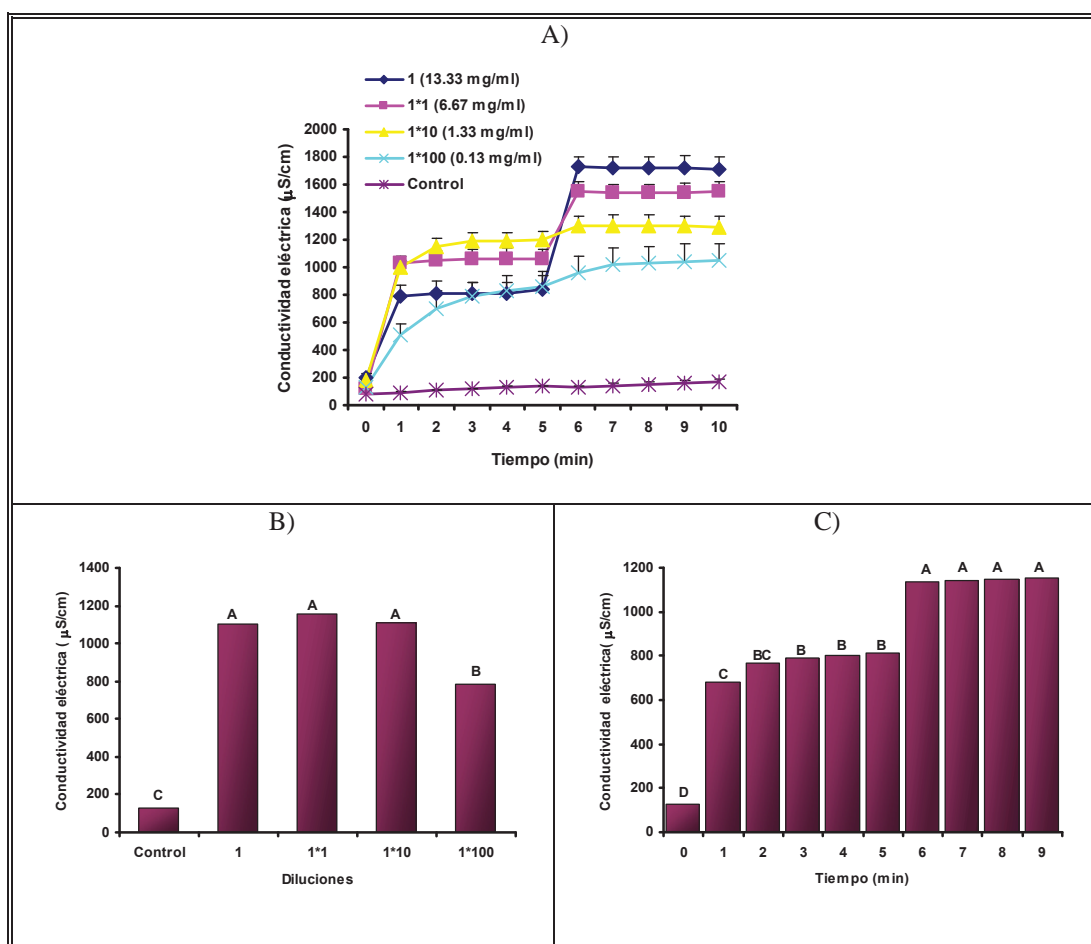 A)
1 (13.33 mg/ml)
1*1 (6.67 mg/ml)
1*10 (1.33 mg/ml)
1*100 (0.13 mg/ml)
Control
Conductividad eléctrica (µS/cm)
2000
1800
1600
1400
1200
1000
800
600
400
200
0
0 1 2 3 4 5 6 7 8 9 10
Tiempo (min)
B)
Conductividad eléctrica ( µS/cm)
1400
1200
1000
800
600
400
200
0
C A A A B
Control 1 1*1 1*10 1*100
Diluciones
C)
Conductividad eléctrica( µS/cm)
1200
1000
800
600
400
200
0
D C BC B B B A A A A
0 1 2 3 4 5 6 7 8 9
Tiempo (min)